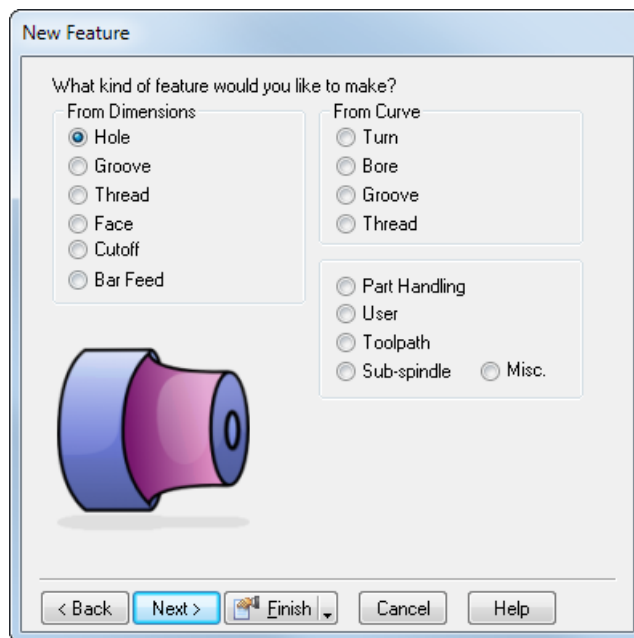 New Feature
What kind of feature would you like to make?
From Dimensions
Hole
Groove
Thread
Face
Cutoff
Bar Feed
From Curve
Turn
Bore
Groove
Thread
Part Handling
User
Toolpath
Sub-spindle
Misc.
< Back
Next >
Finish
Cancel
Help